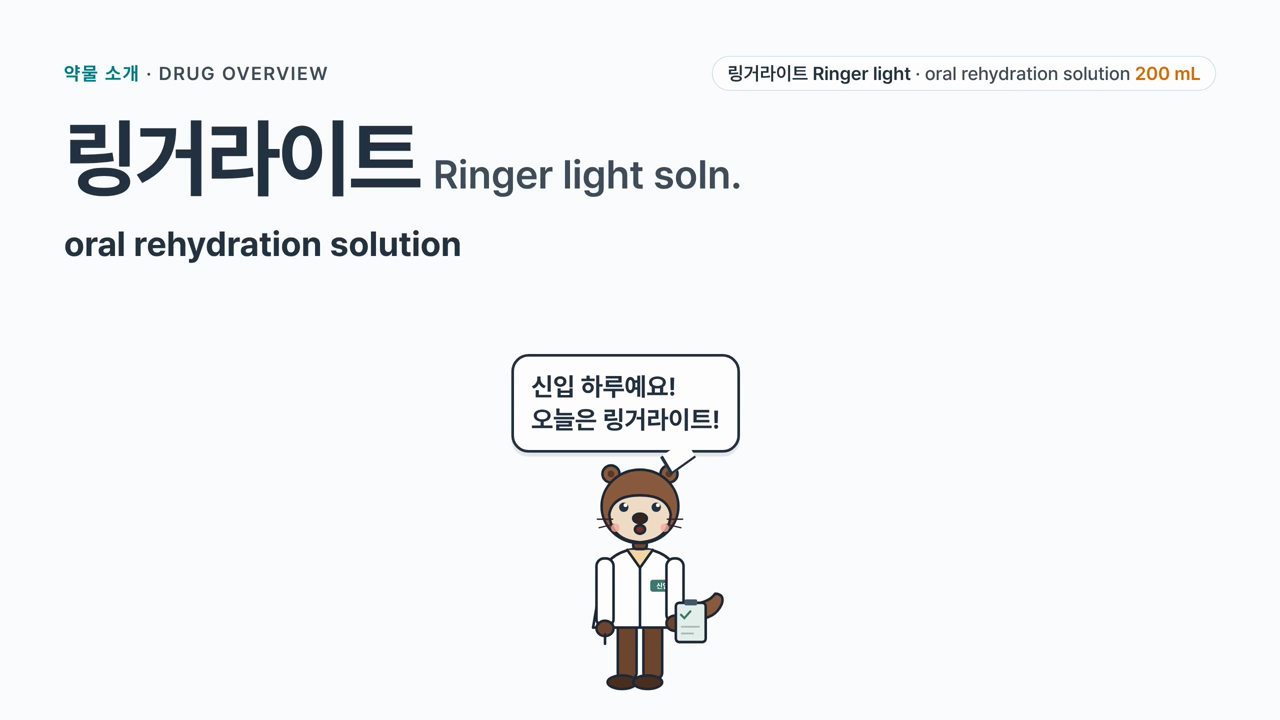 약물 소개 · DRUG OVERVIEW
링거라이트 Ringer light · oral rehydration solution 200 mL
링거라이트 Ringer light soln.
oral rehydration solution
신입 하루예요!
오늘은 링거라이트!